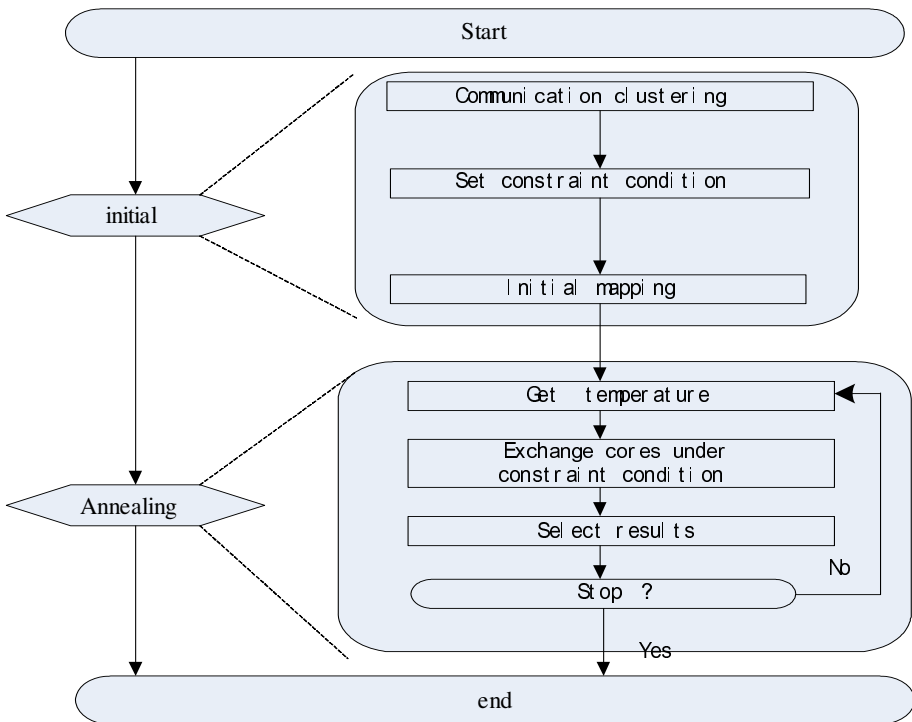 Start
Communication clustering
Set constraint condition
initial
Initial mapping
Get temperature
Exchange cores under
constraint condition
Annealing
Select results
No
Stop ?
Yes
end